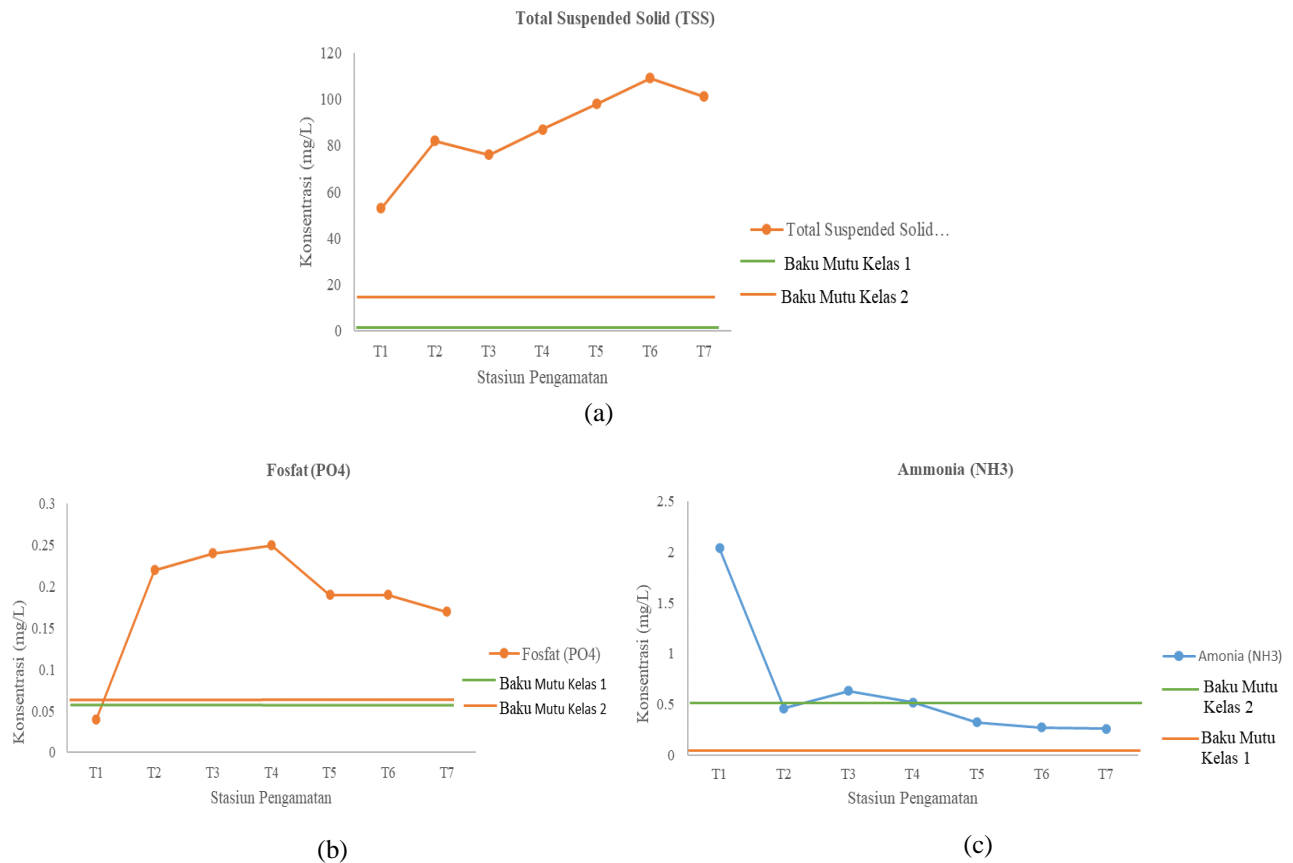 Total Suspended Solid (TSS)
120
100
80
60
40
20
0
Konsentrasi (mg/L)
T1 T2 T3 T4 T5 T6 T7
Stasiun Pengamatan
Total Suspended Solid…
Baku Mutu Kelas 1
Baku Mutu Kelas 2
(a)
Fosfat (PO4)
0.3
0.25
0.2
0.15
0.1
0.05
0
Konsentrasi (mg/L)
T1 T2 T3 T4 T5 T6 T7
Stasiun Pengamatan
Fosfat (PO4)
Baku Mutu Kelas 1
Baku Mutu Kelas 2
(b)
Ammonia (NH3)
2.5
2
1.5
1
0.5
0
Konsentrasi (mg/L)
T1 T2 T3 T4 T5 T6 T7
Stasiun Pengamatan
Amonia (NH3)
Baku Mutu
Kelas 2
Baku Mutu
Kelas 1
(c)